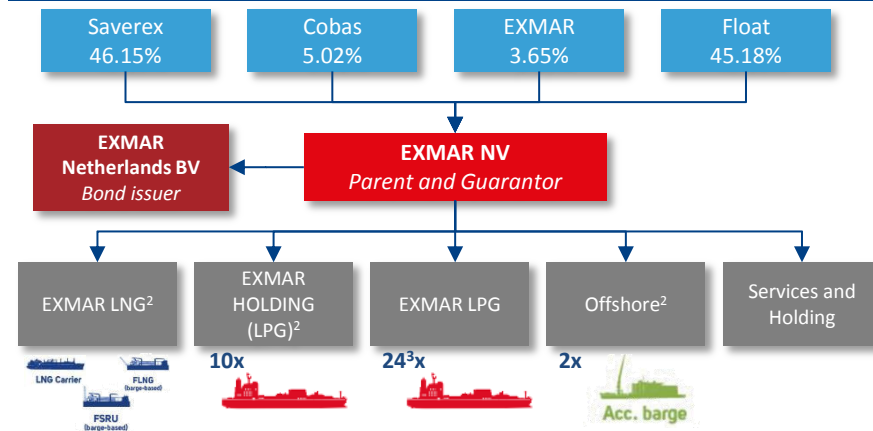 Saverex
46.15%
Cobas
5.02%
EXMAR
3.65%
Float
45.18%
EXMAR
Netherlands BV
Bond issuer
EXMAR NV
Parent and Guarantor
EXMAR LNG²
EXMAR
HOLDING
(LPG)²
EXMAR LPG
Offshore²
Services and
Holding
LNG Carrier
FLNG
(barge-based)
FSRU
(barge-based)
10x
24³x
2x
Acc. barge